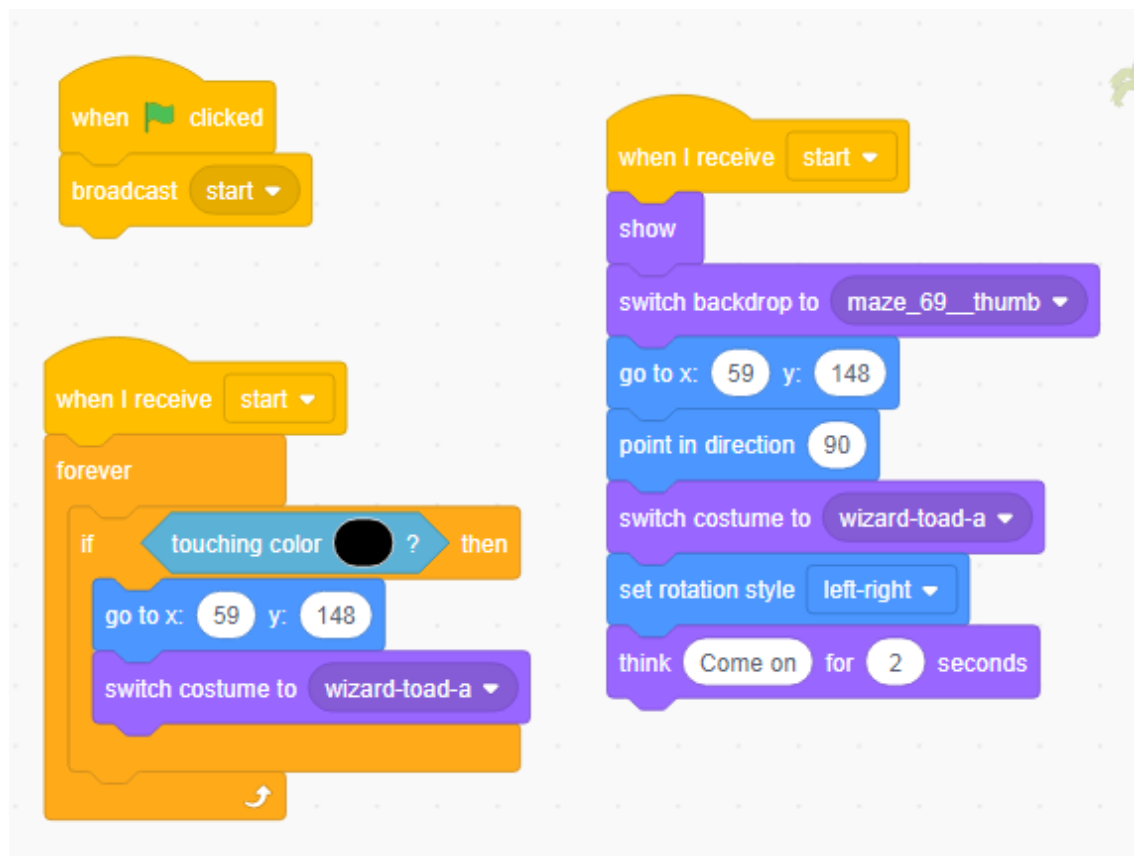 when clicked
broadcast start
when I receive start
forever
if touching color ? then
go to x: 59 y: 148
switch costume to wizard-toad-a
when I receive start
show
switch backdrop to maze_69__thumb
go to x: 59 y: 148
point in direction 90
switch costume to wizard-toad-a
set rotation style left-right
think Come on for 2 seconds